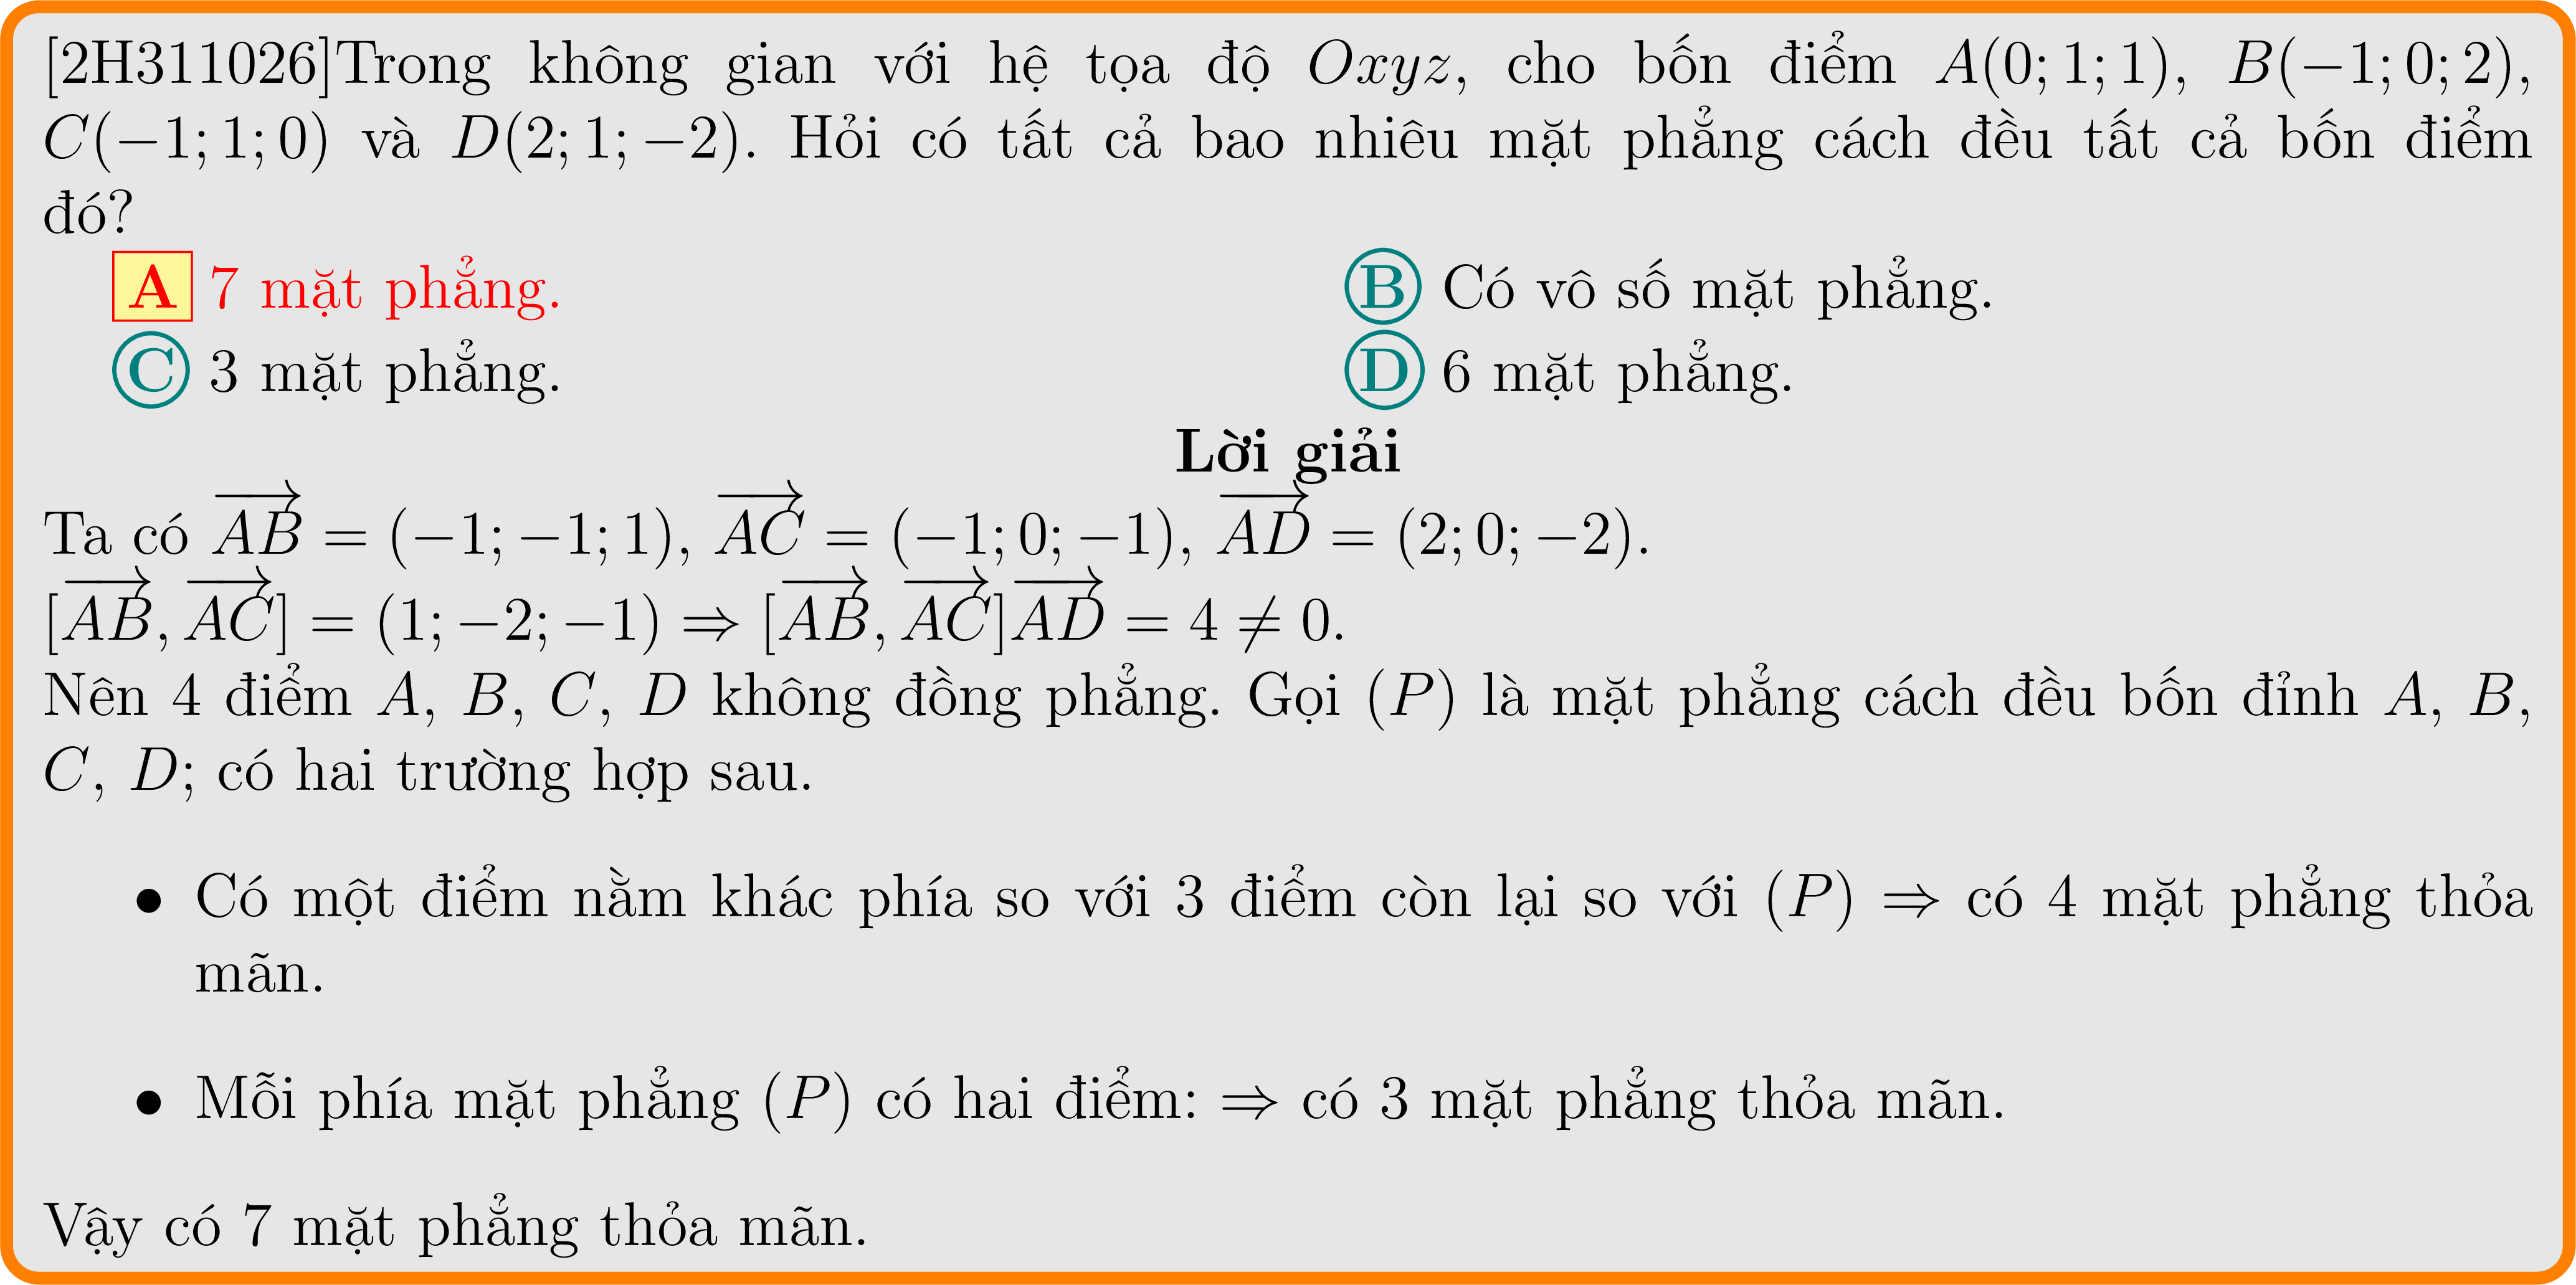 [2H311026]Trong không gian với hệ tọa độ Oxyz, cho bốn điểm A(0; 1; 1), B(−1; 0; 2),
C(−1; 1; 0) và D(2; 1; −2). Hỏi có tất cả bao nhiêu mặt phẳng cách đều tất cả bốn điểm
đó?
A 7 mặt phẳng. B Có vô số mặt phẳng.
C 3 mặt phẳng. D 6 mặt phẳng.
Lời giải
Ta có $\overrightarrow{AB}$ = (−1; −1; 1), $\overrightarrow{AC}$ = (−1; 0; −1), $\overrightarrow{AD}$ = (2; 0; −2).
[$\overrightarrow{AB}$, $\overrightarrow{AC}$] = (1; −2; −1) ⇒ [$\overrightarrow{AB}$, $\overrightarrow{AC}$]$\overrightarrow{AD}$ = 4 ≠ 0.
Nên 4 điểm A, B, C, D không đồng phẳng. Gọi (P) là mặt phẳng cách đều bốn đỉnh A, B,
C, D; có hai trường hợp sau.
• Có một điểm nằm khác phía so với 3 điểm còn lại so với (P) ⇒ có 4 mặt phẳng thỏa
mãn.
• Mỗi phía mặt phẳng (P) có hai điểm: ⇒ có 3 mặt phẳng thỏa mãn.
Vậy có 7 mặt phẳng thỏa mãn.